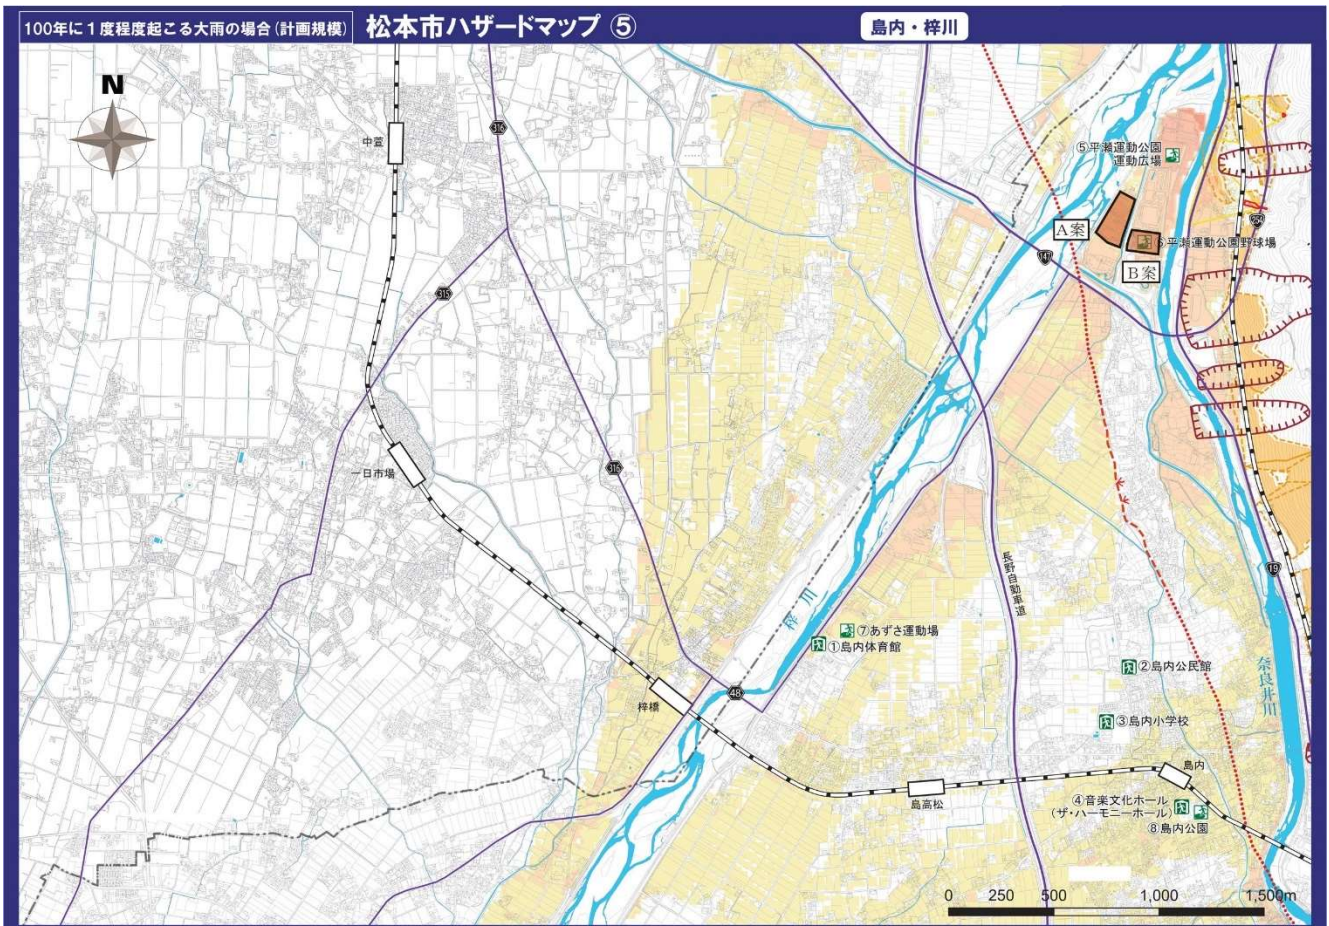 100年に1度程度起こる大雨の場合(計画規模)
松本市ハザードマップ ⑤
島内・梓川
N
中萱
316
⑤平瀬運動公園
運動広場
A案
⑥平瀬運動公園野球場
B案
147
254
315
316
一日市場
長野自動車道
19
梓川
⑦あずさ運動場
①島内体育館
②島内公民館
奈良井川
48
梓橋
③島内小学校
島内
島高松
④音楽文化ホール
(ザ・ハーモニーホール)
⑧島内公園
0 250 500 1,000 1,500m